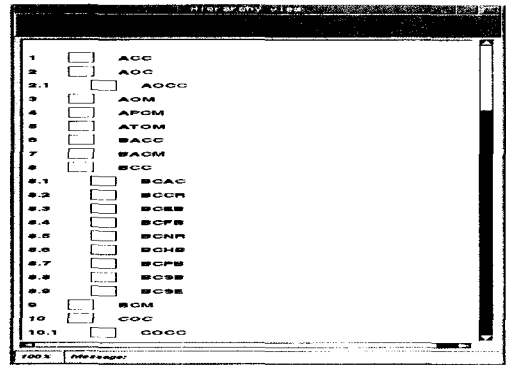 Hierarchy view
1 ACC
2 AOC
2.1 AOCC
3 AOM
4 APCM
5 ATOM
6 BACC
7 BACM
8 BCC
8.1 BCAC
8.2 BCCR
8.3 BCEB
8.4 BCFB
8.5 BCNR
8.6 BCHB
8.7 BCPB
8.8 BCSB
8.9 BCSE
9 BCM
10 COC
10.1 COCC
100% Message: